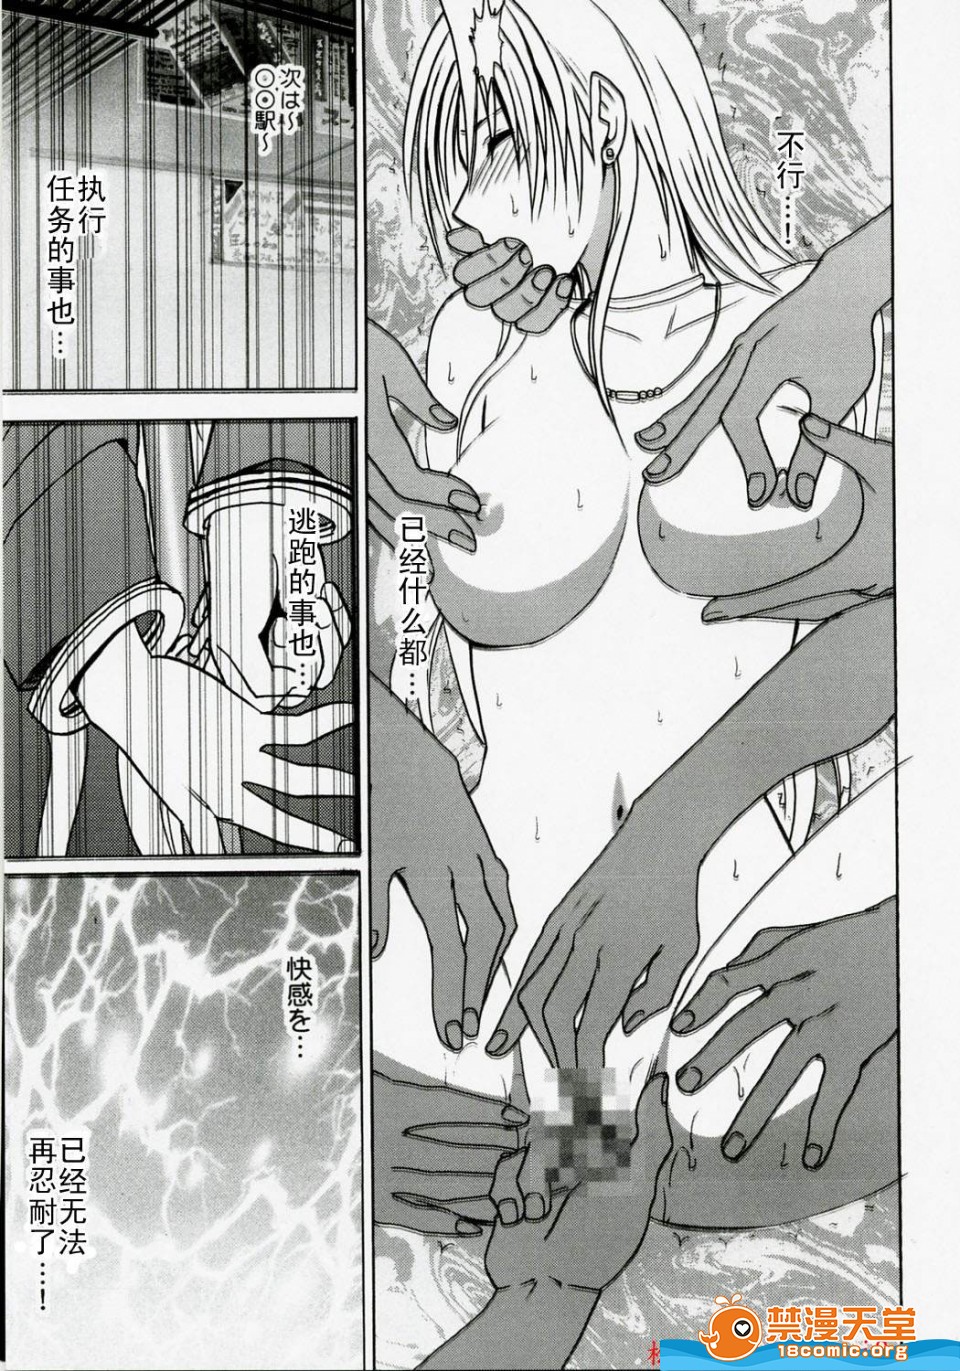 不行…!
已经什么都…
次は～
◎◎駅～
执行
任务的事也…
逃跑的事也…
快感を…
已经无法
再忍耐了…!
禁漫天堂
18comic.org